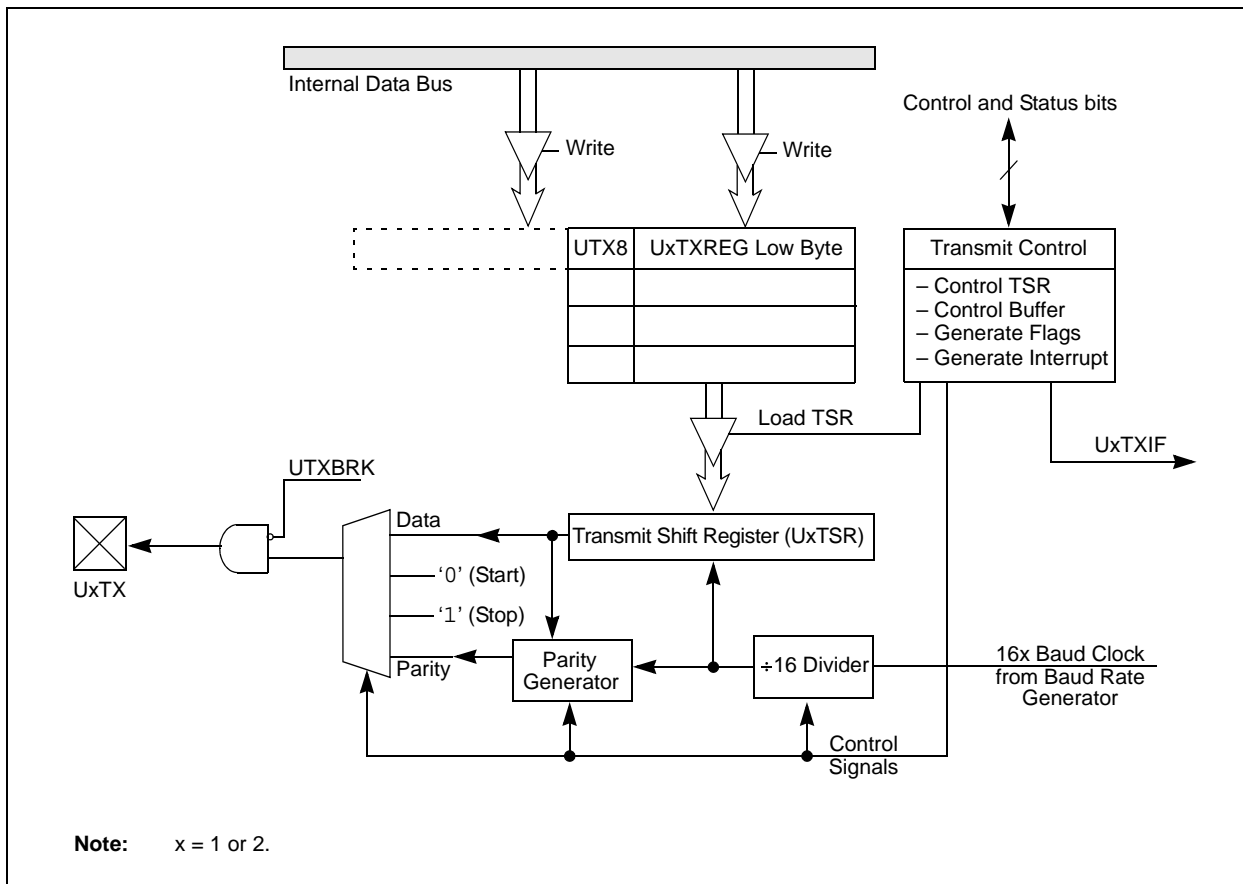 Internal Data Bus
Control and Status bits
Write
Write
UTX8
UxTXREG Low Byte
Transmit Control
– Control TSR
– Control Buffer
– Generate Flags
– Generate Interrupt
Load TSR
UxTXIF
UTXBRK
Data
Transmit Shift Register (UxTSR)
UxTX
‘0’ (Start)
‘1’ (Stop)
Parity
Parity
Generator
÷16 Divider
16x Baud Clock
from Baud Rate
Generator
Control
Signals
Note: x = 1 or 2.